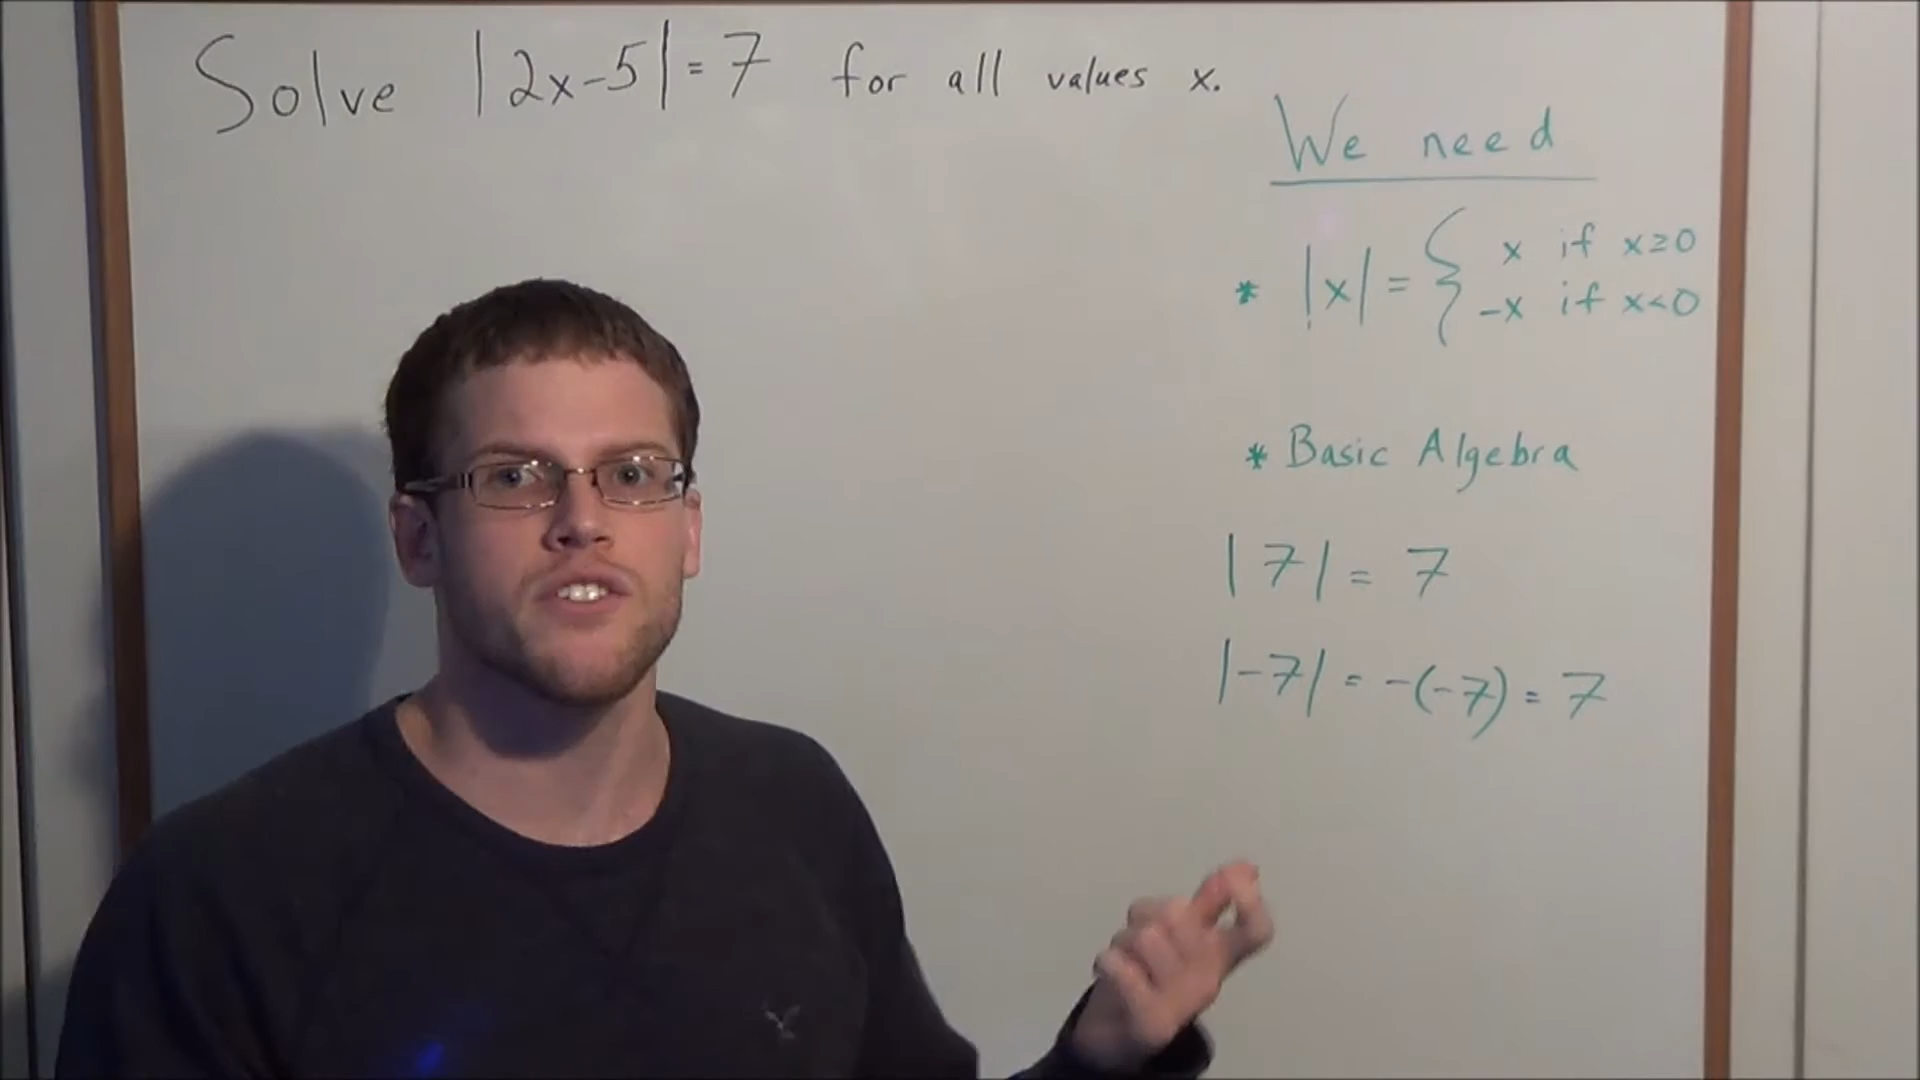 Solve |2x-5|=7 for all values x.
We need
* |x| = { x if x≥0
-x if x<0
* Basic Algebra
|7| = 7
|-7| = -(-7) = 7